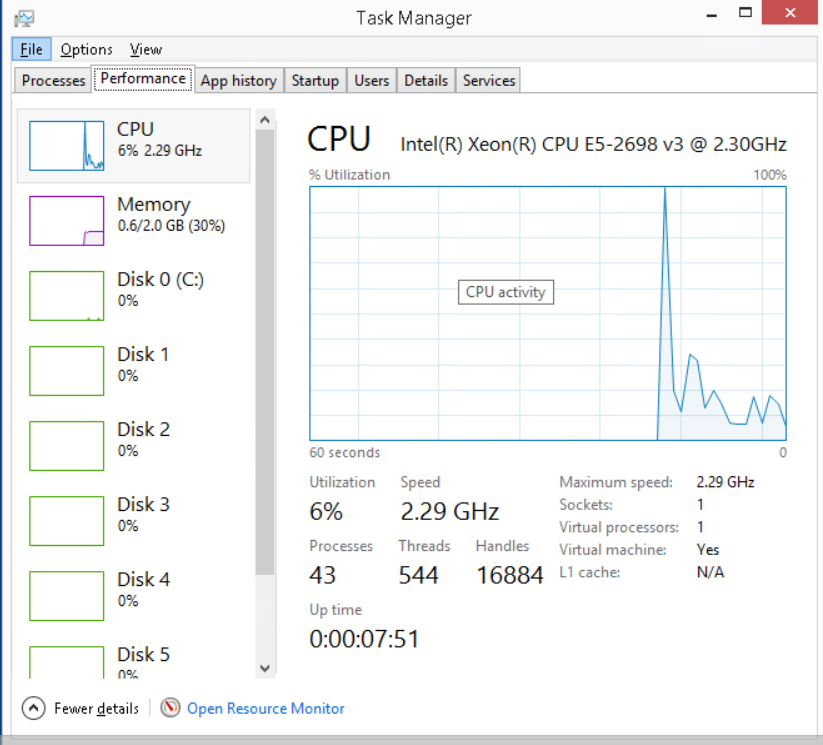 Task Manager
File Options View
Processes Performance App history Startup Users Details Services
CPU
6% 2.29 GHz
Memory
0.6/2.0 GB (30%)
Disk 0 (C:)
0%
Disk 1
0%
Disk 2
0%
Disk 3
0%
Disk 4
0%
Disk 5
0%
CPU Intel(R) Xeon(R) CPU E5-2698 v3 @ 2.30GHz
% Utilization 100%
CPU activity
60 seconds 0
Utilization Speed
6% 2.29 GHz
Processes Threads Handles
43 544 16884
Up time
0:00:07:51
Maximum speed: 2.29 GHz
Sockets: 1
Virtual processors: 1
Virtual machine: Yes
L1 cache: N/A
Fewer details Open Resource Monitor